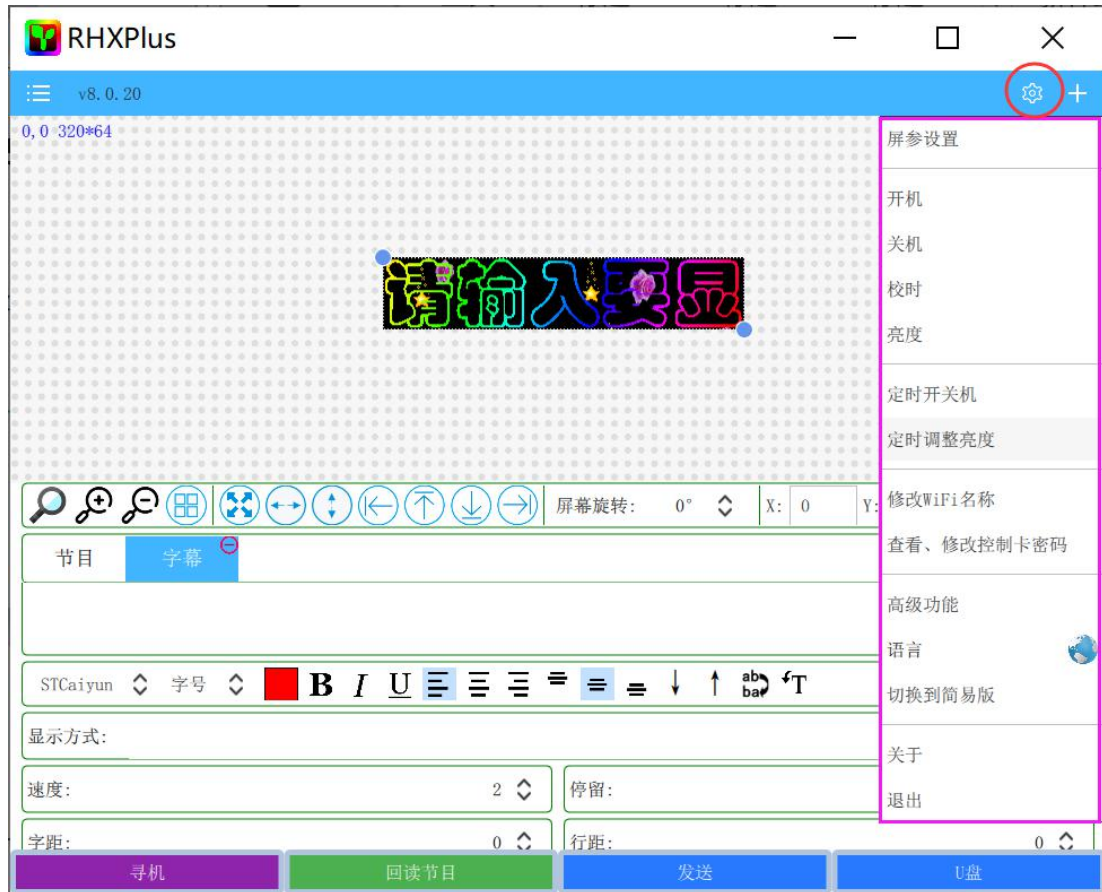 RHXPlus
v8.0.20
0,0 320*64
屏参设置
开机
关机
校时
亮度
定时开关机
定时调整亮度
修改WiFi名称
查看、修改控制卡密码
高级功能
语言
切换到简易版
关于
退出
请输入要显
屏幕旋转: 0° X: 0 Y:
节目 字幕
STCaiyun 字号 B I U ab ba T
显示方式:
速度: 2 停留:
字距: 0 行距: 0
寻机 回读节目 发送 U盘